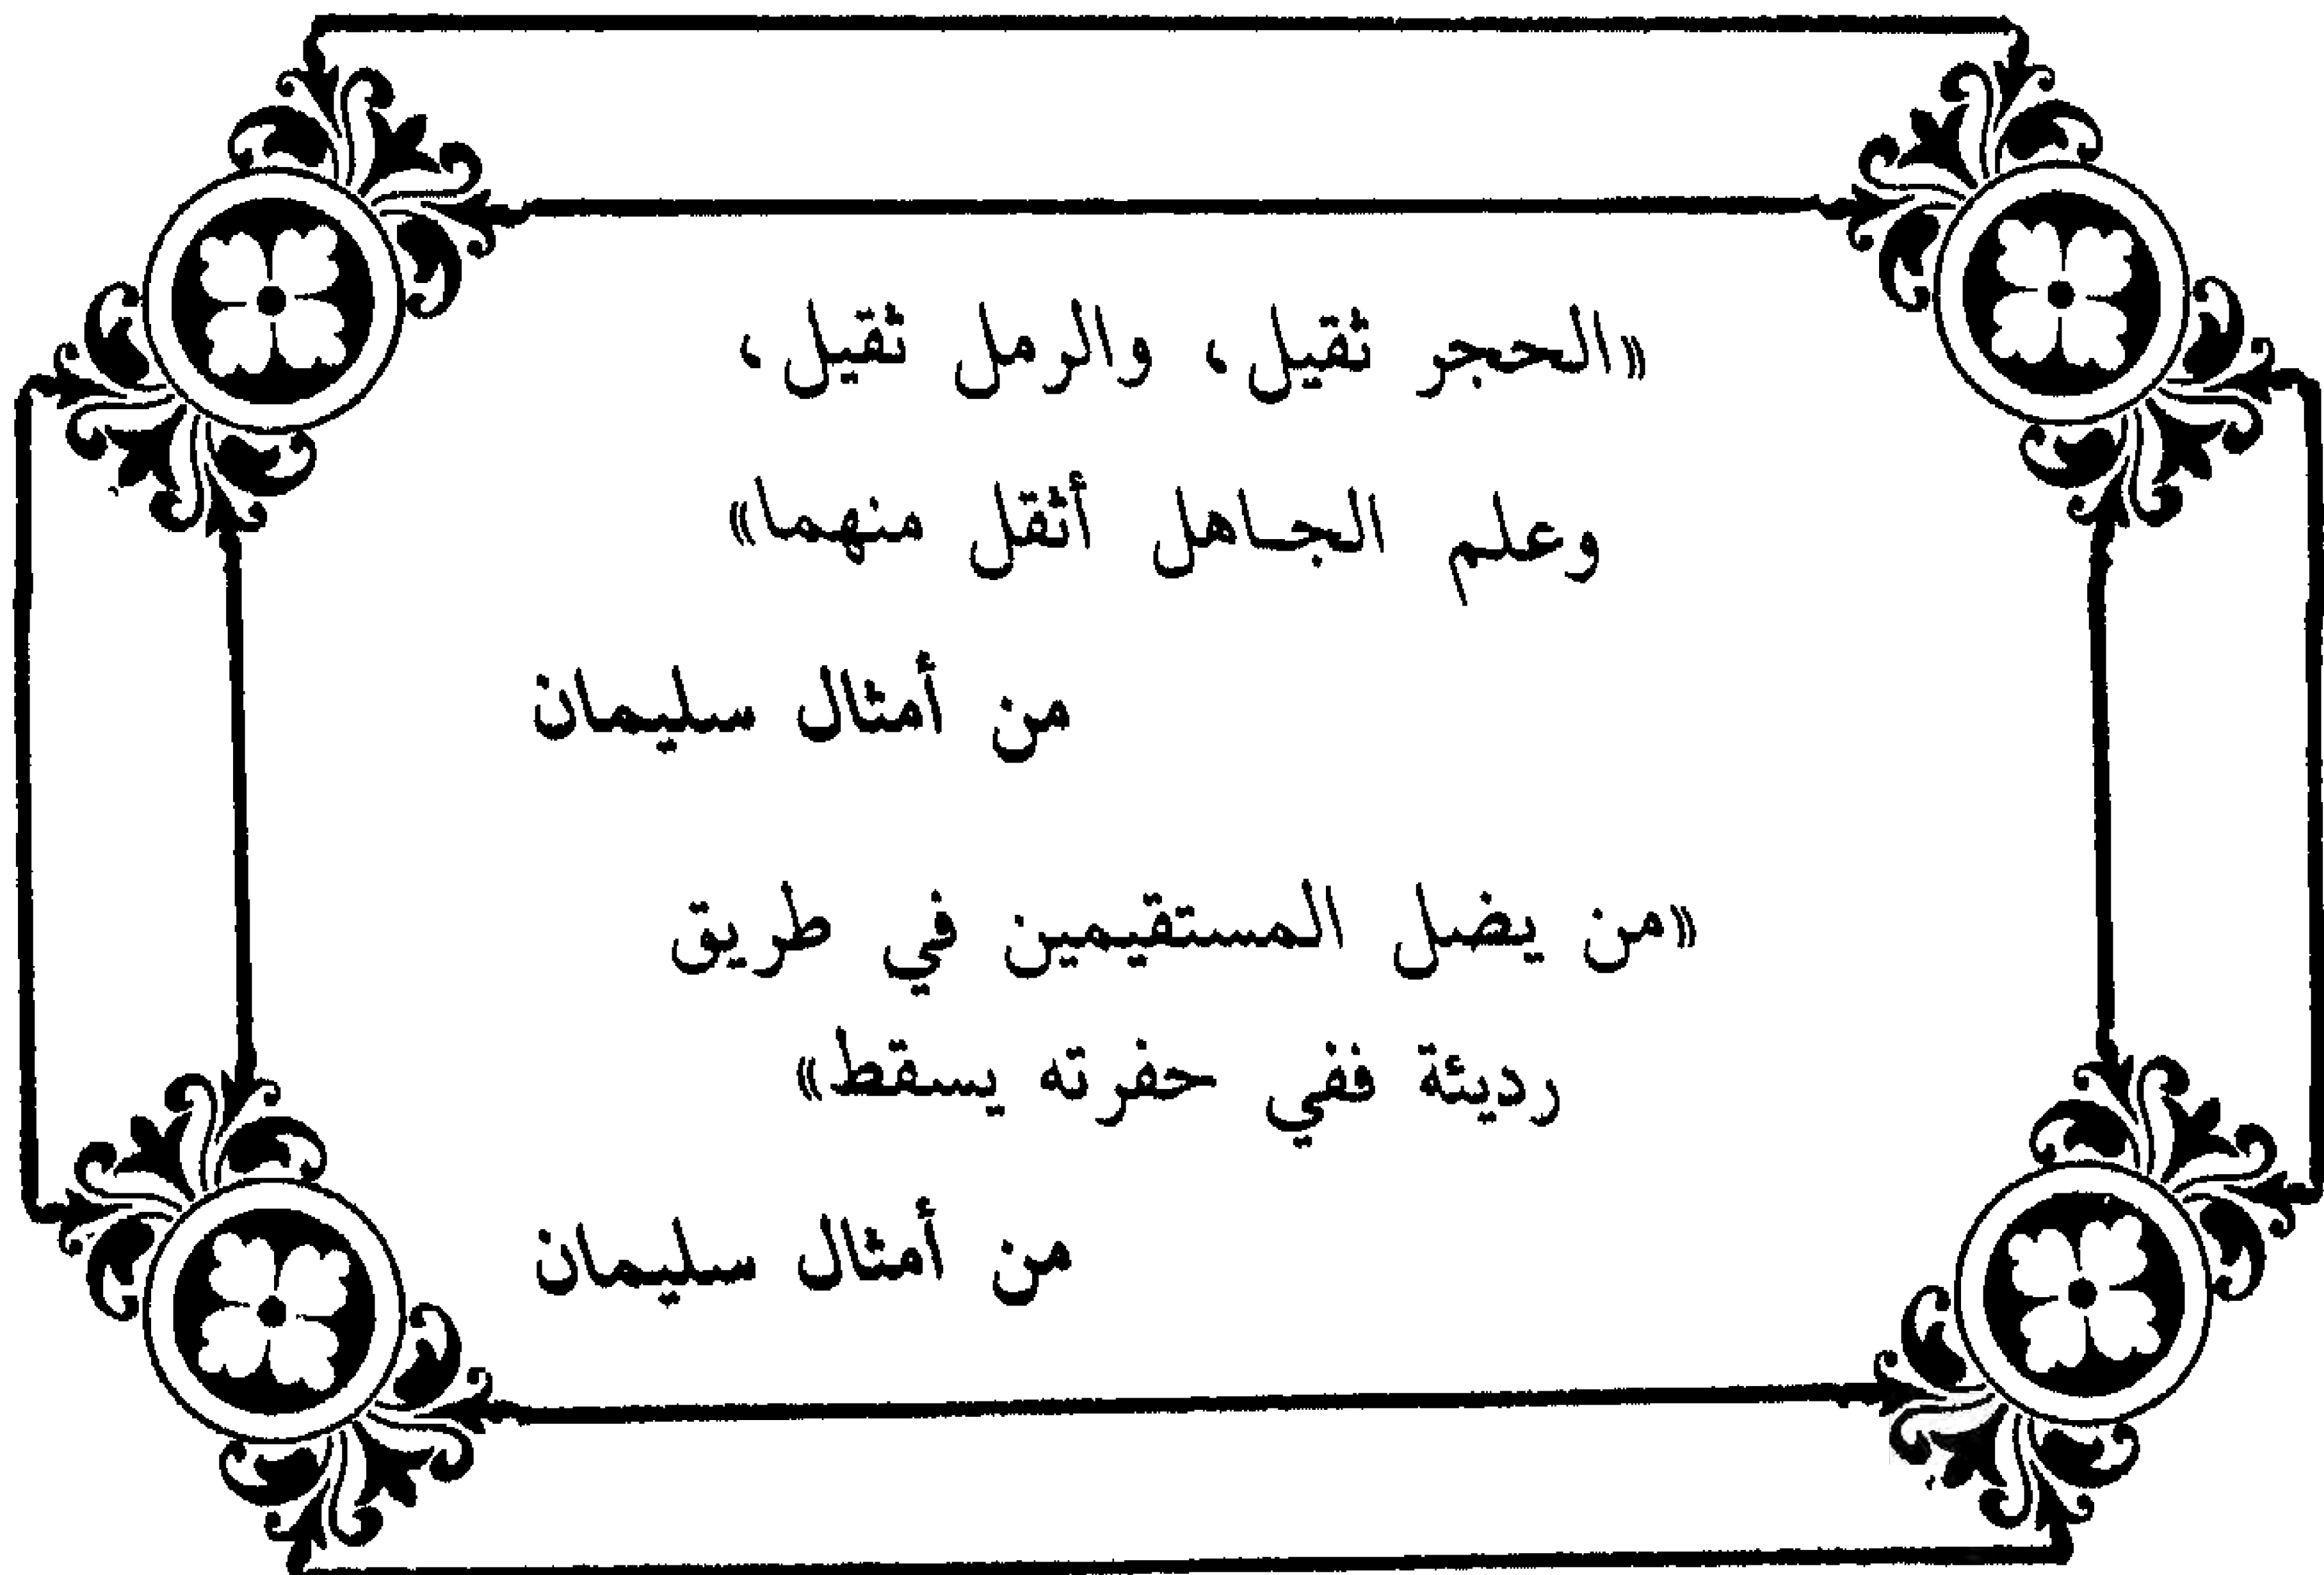 «الحجر ثقيل، والرمل ثقيل،
وعلم الجاهل أثقل منهما»
من أمثال سليمان
«من يضل المستقيمين في طريق
رديئة ففي حفرته يسقط»
من أمثال سليمان